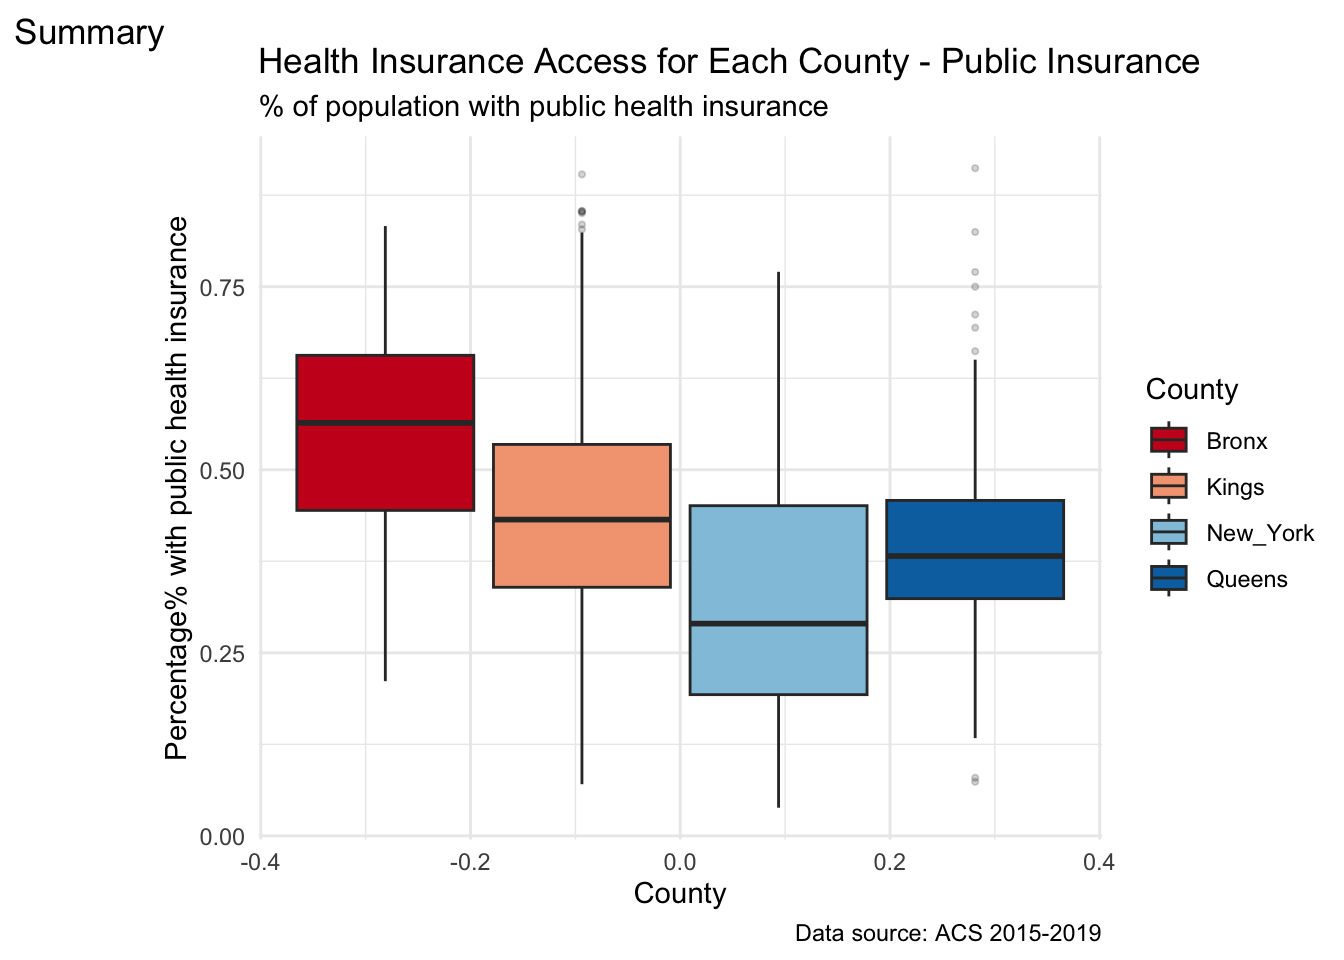 Summary
Health Insurance Access for Each County - Public Insurance
% of population with public health insurance
Percentage% with public health insurance
0.75
0.50
0.25
0.00
-0.4
-0.2
0.0
0.2
0.4
County
County
Bronx
Kings
New_York
Queens
Data source: ACS 2015-2019